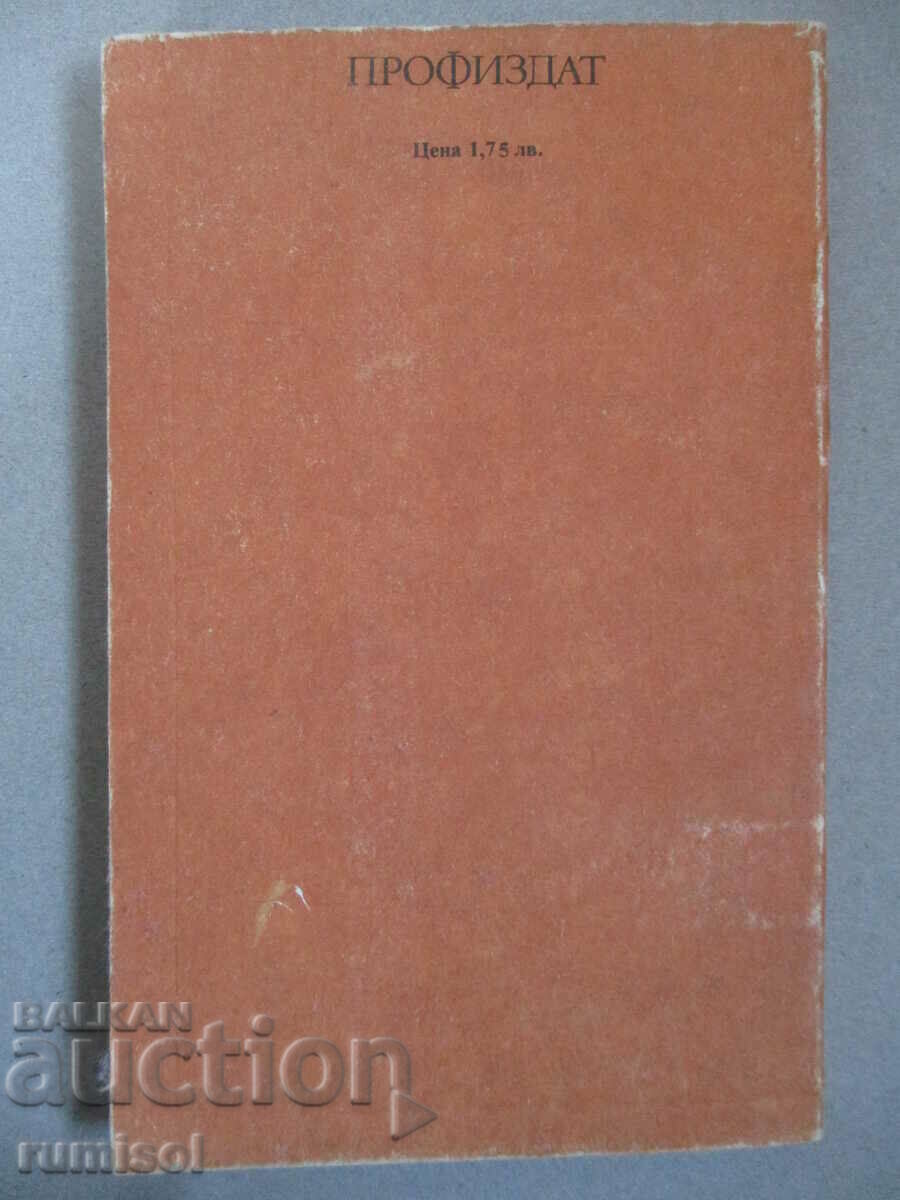 ПРОФИЗДАТ
Цена 1,75 лв.
BALKAN
auction
rumisol